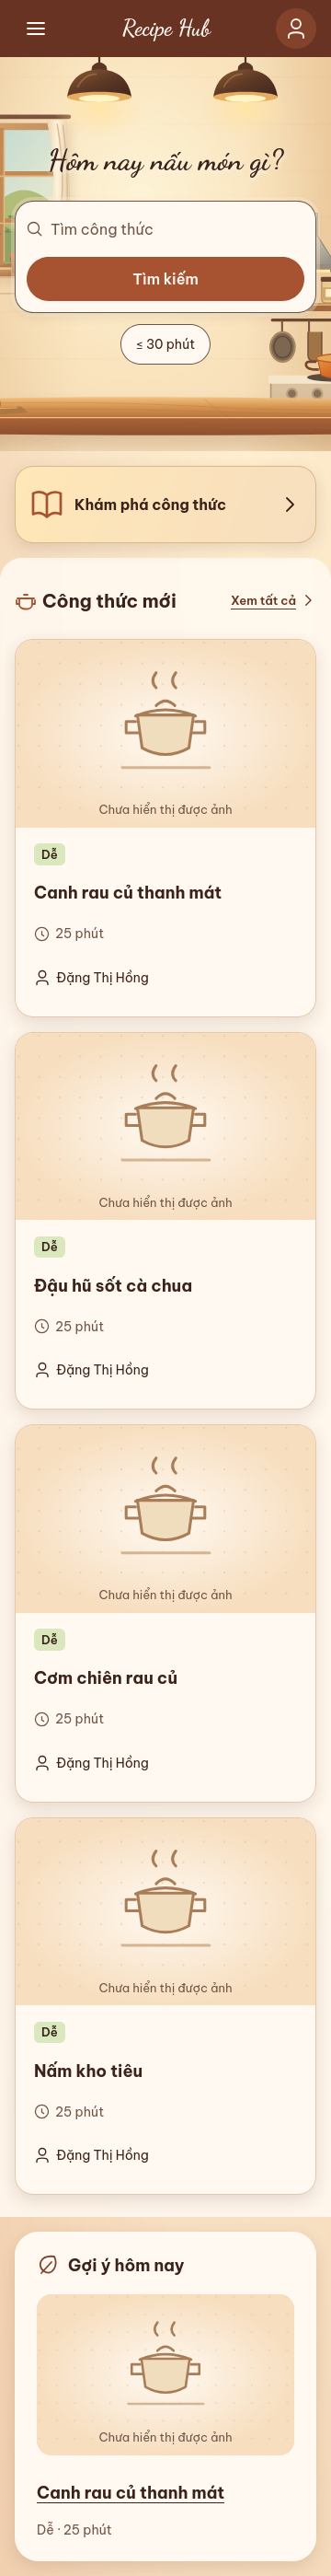 Recipe Hub
Hôm nay nấu món gì?
Tìm công thức
Tìm kiếm
≤ 30 phút
Khám phá công thức
Công thức mới
Xem tất cả
Chưa hiển thị được ảnh
Dễ
Canh rau củ thanh mát
25 phút
Đặng Thị Hồng
Chưa hiển thị được ảnh
Dễ
Đậu hũ sốt cà chua
25 phút
Đặng Thị Hồng
Chưa hiển thị được ảnh
Dễ
Cơm chiên rau củ
25 phút
Đặng Thị Hồng
Chưa hiển thị được ảnh
Dễ
Nấm kho tiêu
25 phút
Đặng Thị Hồng
Gợi ý hôm nay
Chưa hiển thị được ảnh
Canh rau củ thanh mát
Dễ · 25 phút